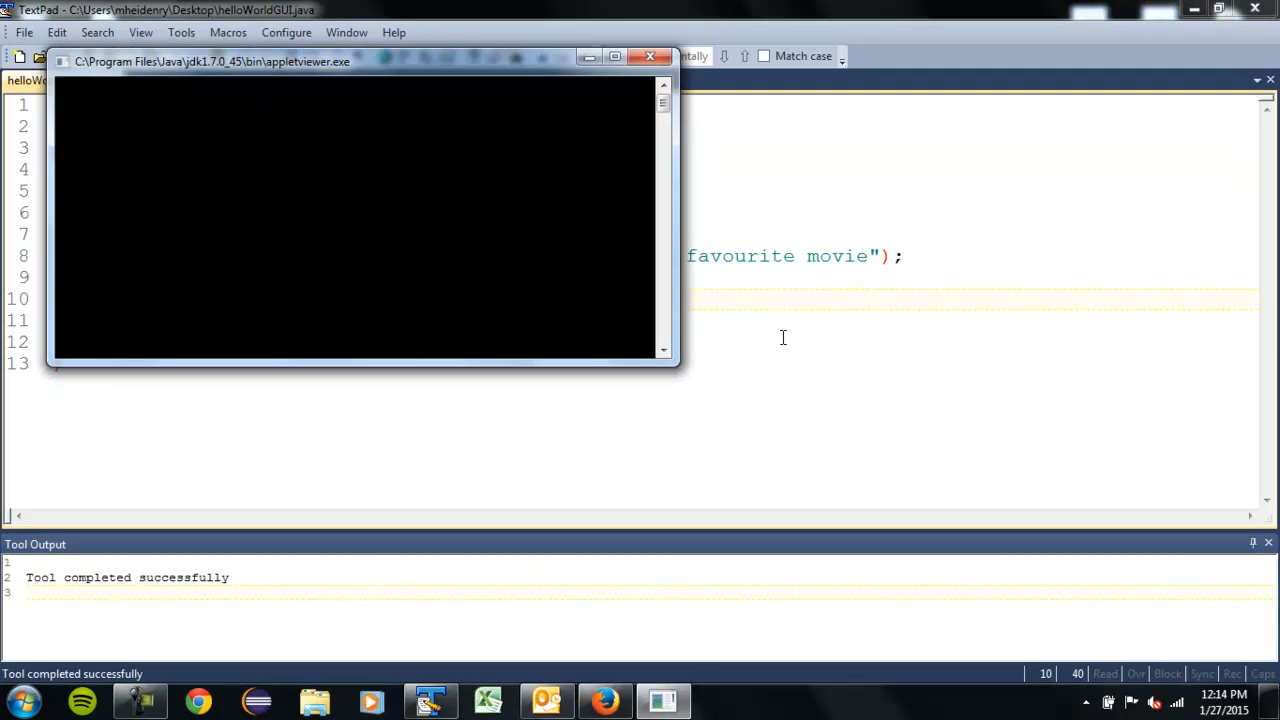 TextPad - C:\Users\mheidenry\Desktop\helloWorldGUI.java
File Edit Search View Tools Macros Configure Window Help
C:\Program Files\Java\jdk1.7.0_45\bin\appletviewer.exe
Match case
1
2
3
4
5
6
7
8 favourite movie");
9
10
11
12
13
Tool Output
1
2 Tool completed successfully
3
Tool completed successfully 10 40 Read Ovr Block Sync Rec Caps
12:14 PM
1/27/2015